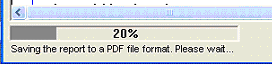 20%
Saving the report to a PDF file format. Please wait...